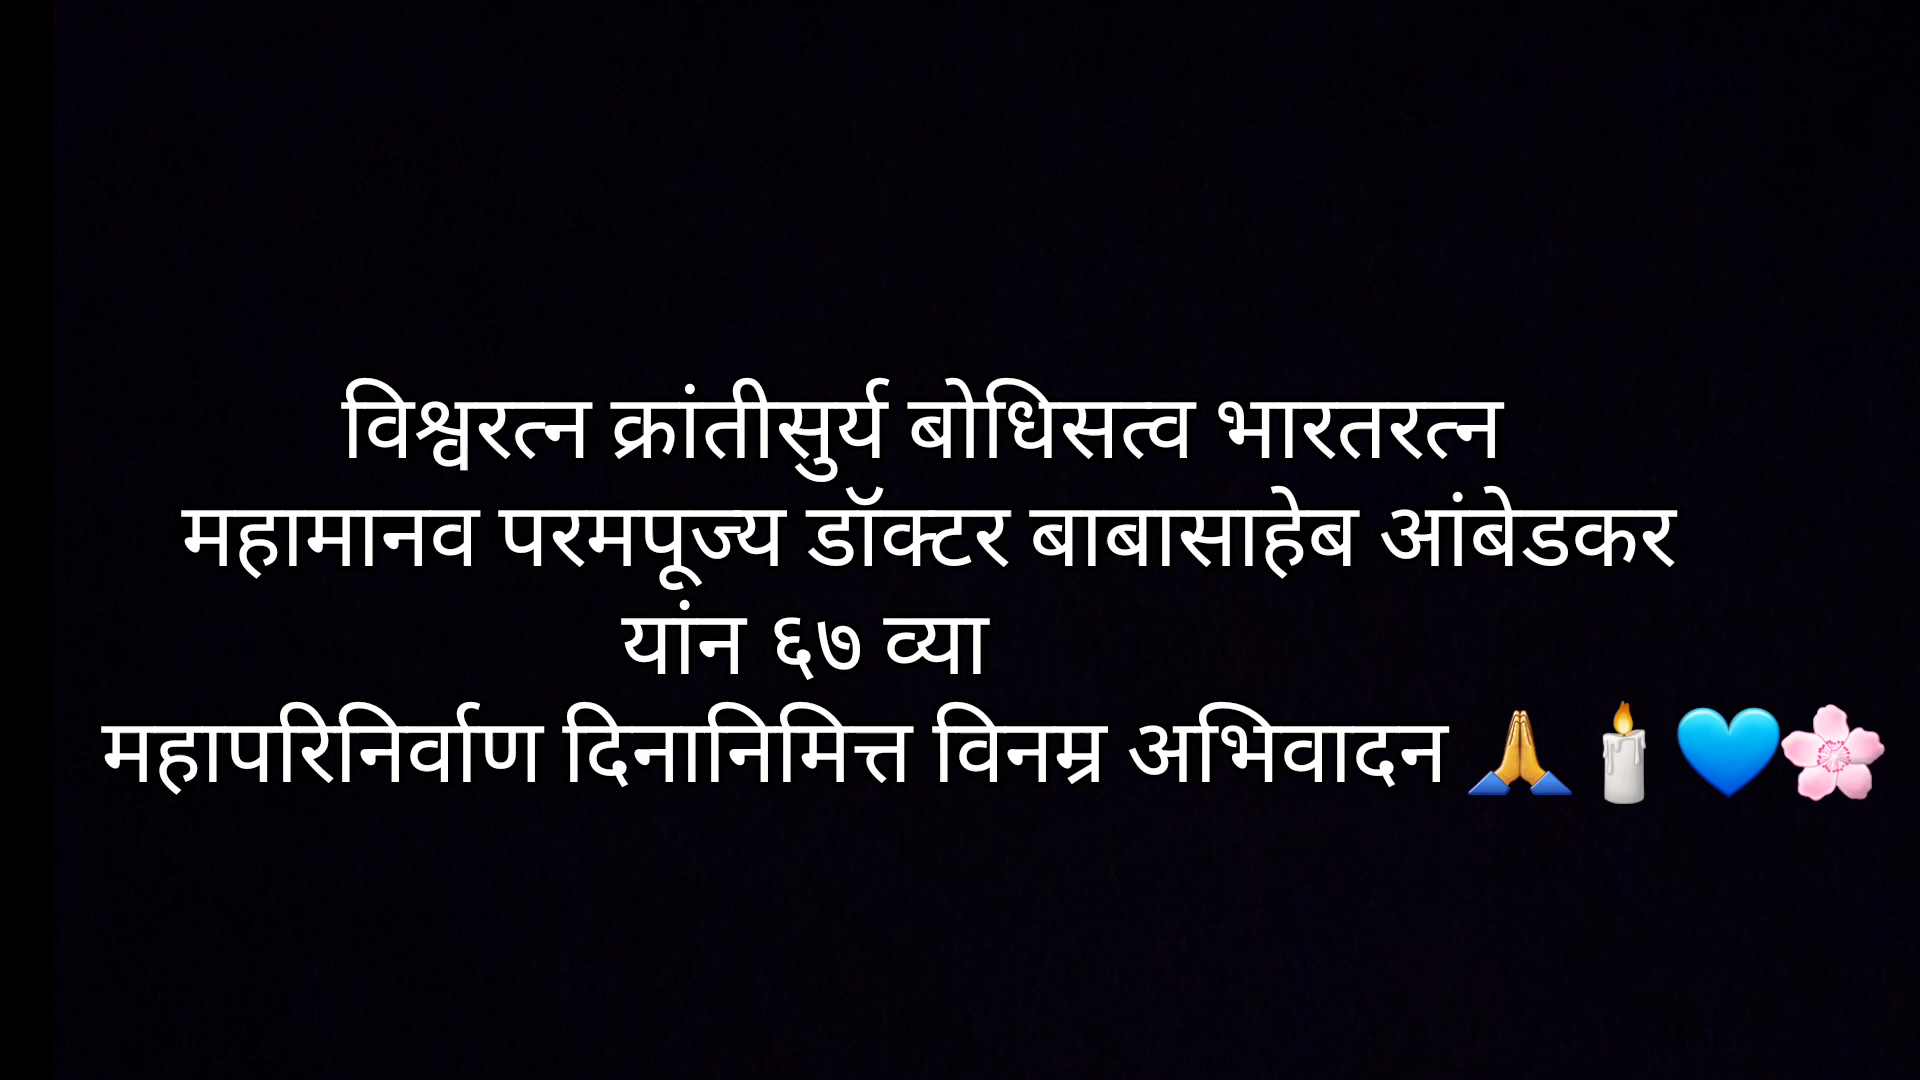 विश्वरत्न क्रांतीसुर्य बोधिसत्व भारतरत्न
महामानव परमपूज्य डॉक्टर बाबासाहेब आंबेडकर
यांन ६७ व्या
महापरिनिर्वाण दिनानिमित्त विनम्र अभिवादन 🙏🕯️💙🌸